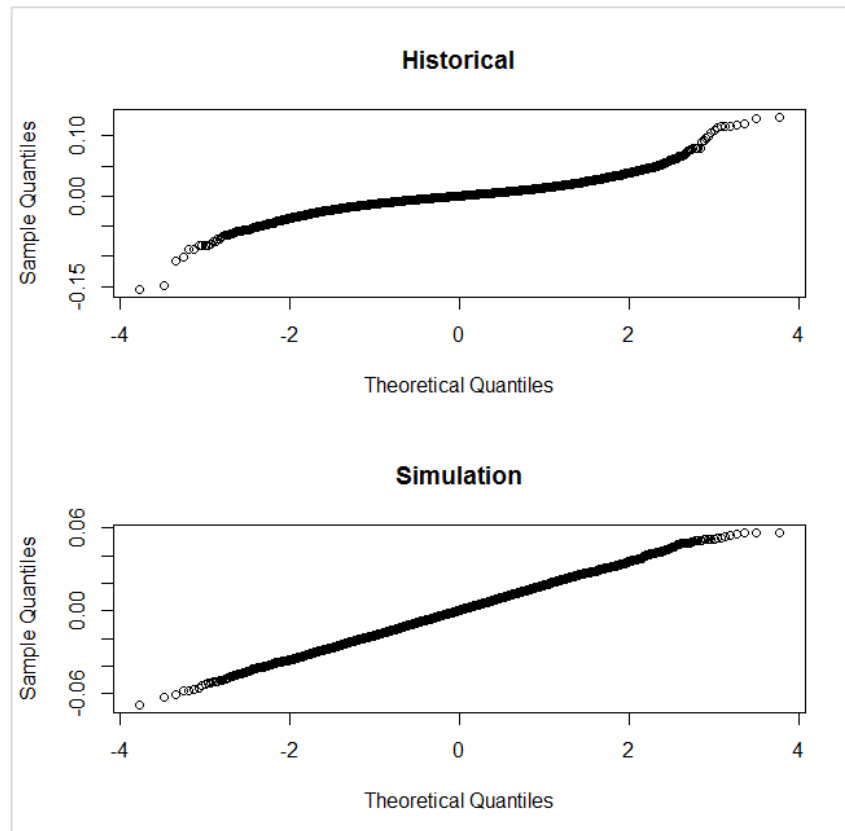 Historical
Sample Quantiles
0.10
0.00
-0.15
-4
-2
0
2
4
Theoretical Quantiles
Simulation
Sample Quantiles
0.06
0.00
-0.06
-4
-2
0
2
4
Theoretical Quantiles